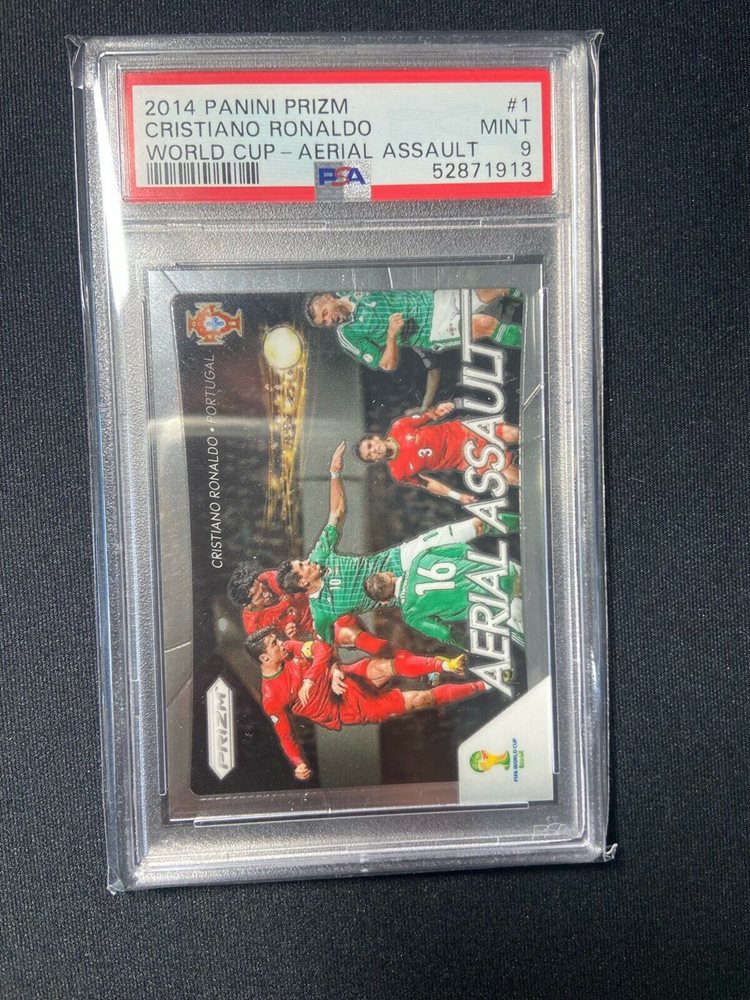 2014 PANINI PRIZM #1
CRISTIANO RONALDO MINT
WORLD CUP - AERIAL ASSAULT 9
PSA 52871913
CRISTIANO RONALDO • PORTUGAL
10
3
16
AERIAL ASSAULT
PRIZM
FIFA WORLD CUP
Brasil